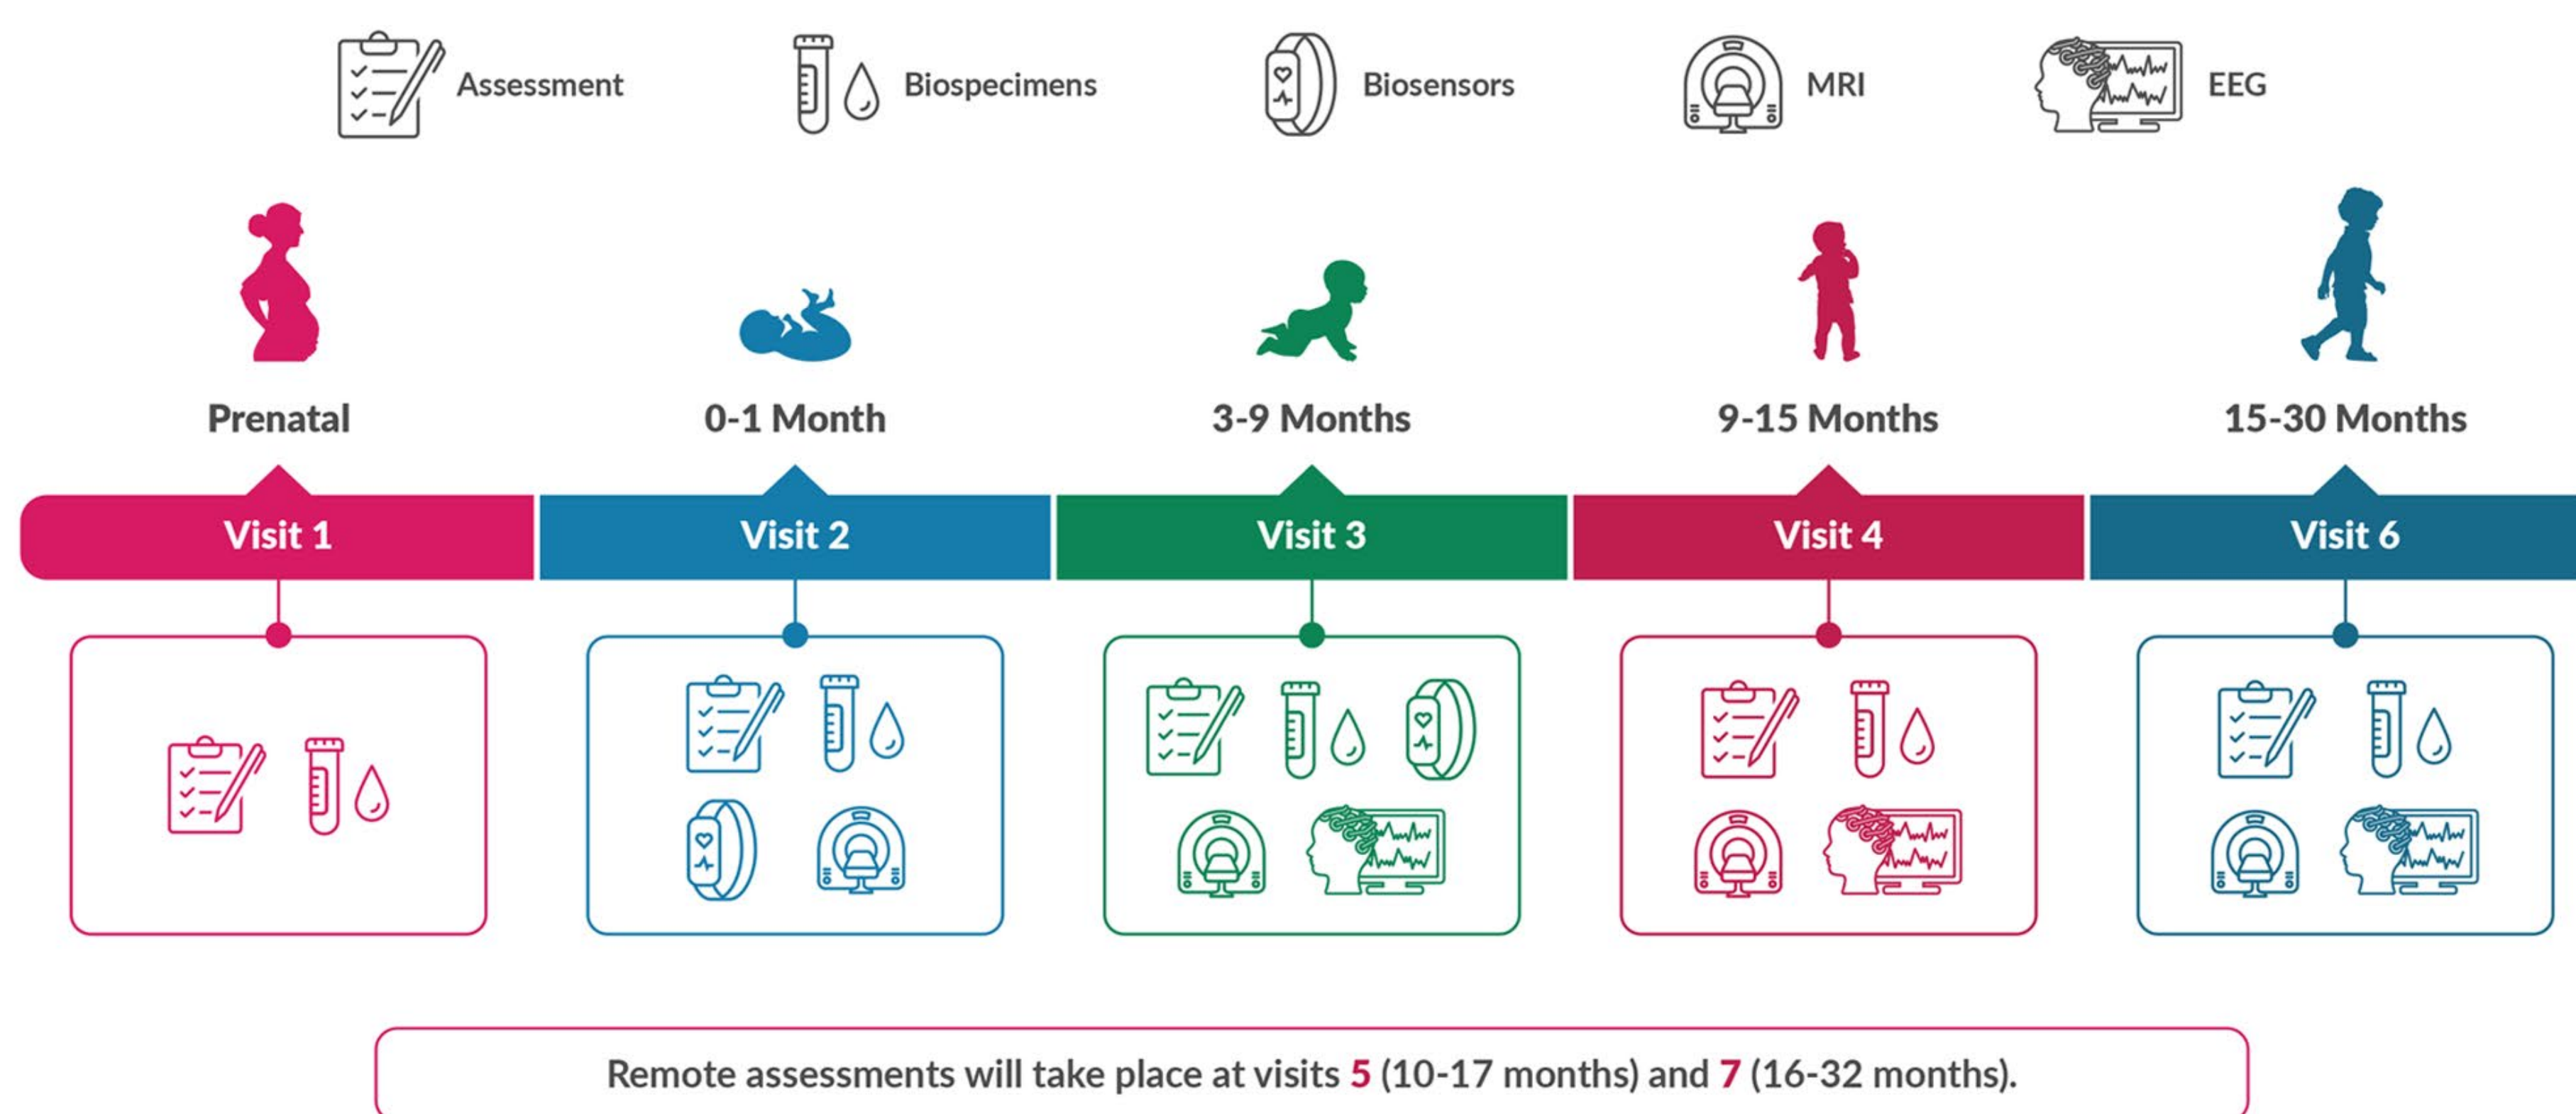 Assessment
Biospecimens
Biosensors
MRI
EEG
Prenatal
0-1 Month
3-9 Months
9-15 Months
15-30 Months
Visit 1
Visit 2
Visit 3
Visit 4
Visit 6
Remote assessments will take place at visits 5 (10-17 months) and 7 (16-32 months).